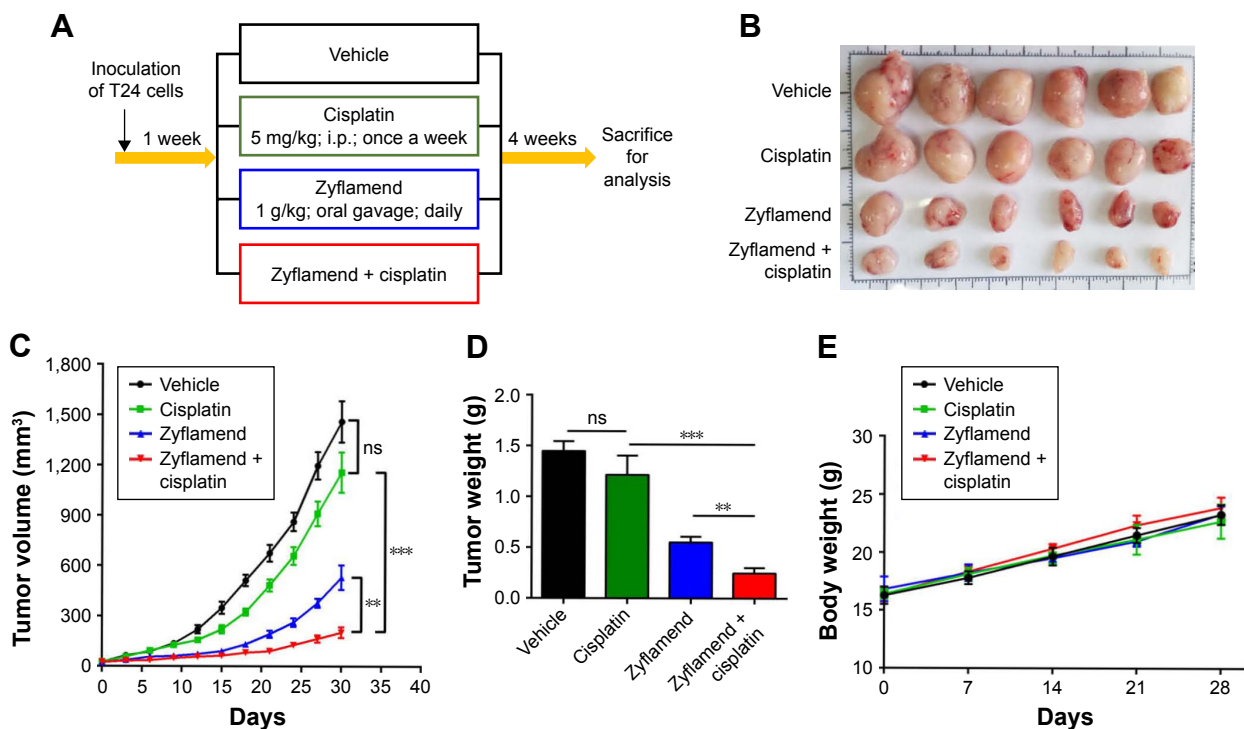 A
Inoculation
of T24 cells
1 week
Vehicle
Cisplatin
5 mg/kg; i.p.; once a week
Zyflamend
1 g/kg; oral gavage; daily
Zyflamend + cisplatin
4 weeks
Sacrifice
for
analysis
B
Vehicle
Cisplatin
Zyflamend
Zyflamend +
cisplatin
C
Tumor volume (mm³)
1,800
1,500
1,200
900
600
300
0
Vehicle
Cisplatin
Zyflamend
Zyflamend +
cisplatin
ns
***
**
0 5 10 15 20 25 30 35 40
Days
D
Tumor weight (g)
2.0
1.5
1.0
0.5
0.0
ns
***
**
Vehicle
Cisplatin
Zyflamend
Zyflamend +
cisplatin
E
Vehicle
Cisplatin
Zyflamend
Zyflamend +
cisplatin
Body weight (g)
30
25
20
15
10
0 7 14 21 28
Days